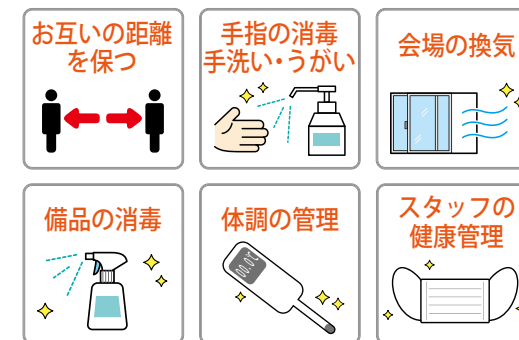 お互いの距離
を保つ
手指の消毒
手洗い・うがい
会場の換気
備品の消毒
体調の管理
00.0℃
スタッフの
健康管理